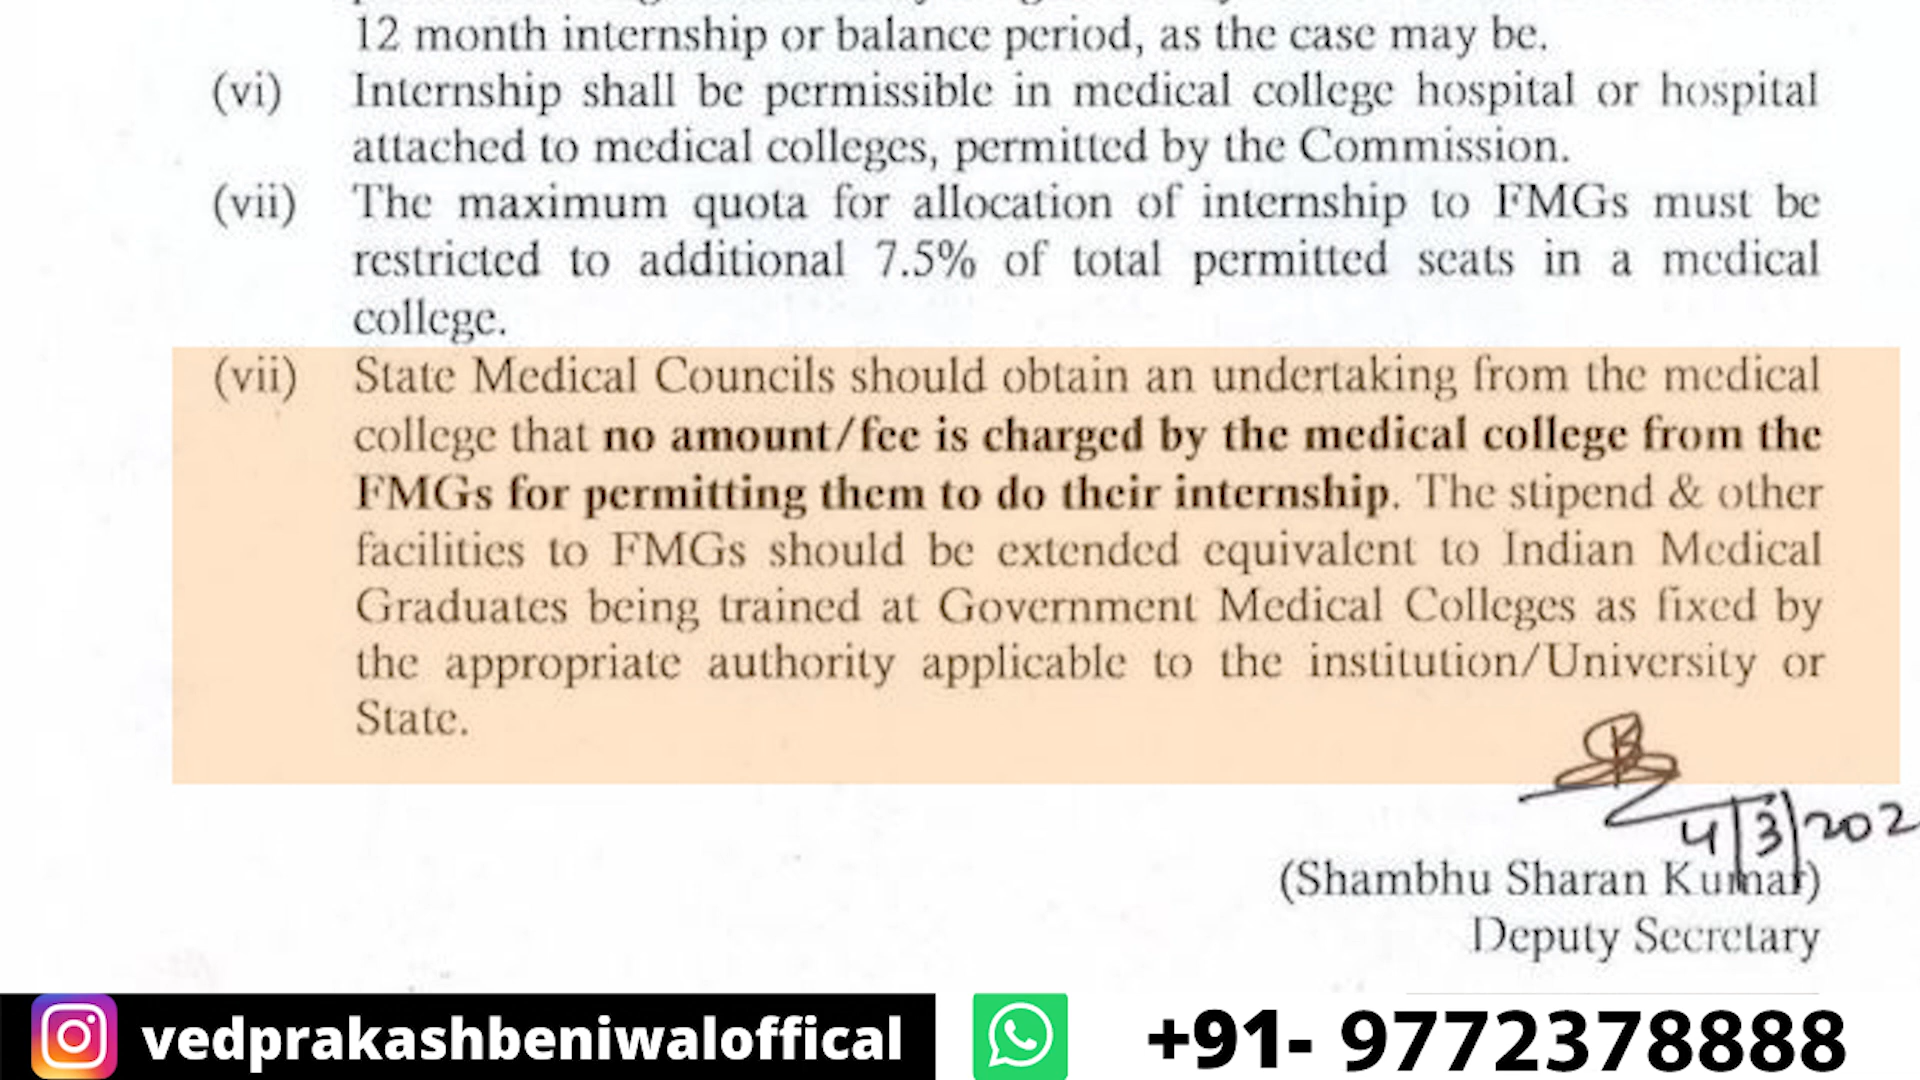 12 month internship or balance period, as the case may be.
(vi) Internship shall be permissible in medical college hospital or hospital
attached to medical colleges, permitted by the Commission.
(vii) The maximum quota for allocation of internship to FMGs must be
restricted to additional 7.5% of total permitted seats in a medical
college.
(vii) State Medical Councils should obtain an undertaking from the medical
college that no amount/fee is charged by the medical college from the
FMGs for permitting them to do their internship. The stipend & other
facilities to FMGs should be extended equivalent to Indian Medical
Graduates being trained at Government Medical Colleges as fixed by
the appropriate authority applicable to the institution/University or
State.
4/3/202
(Shambhu Sharan Kumar)
Deputy Secretary
vedprakashbeniwaloffical
+91- 9772378888